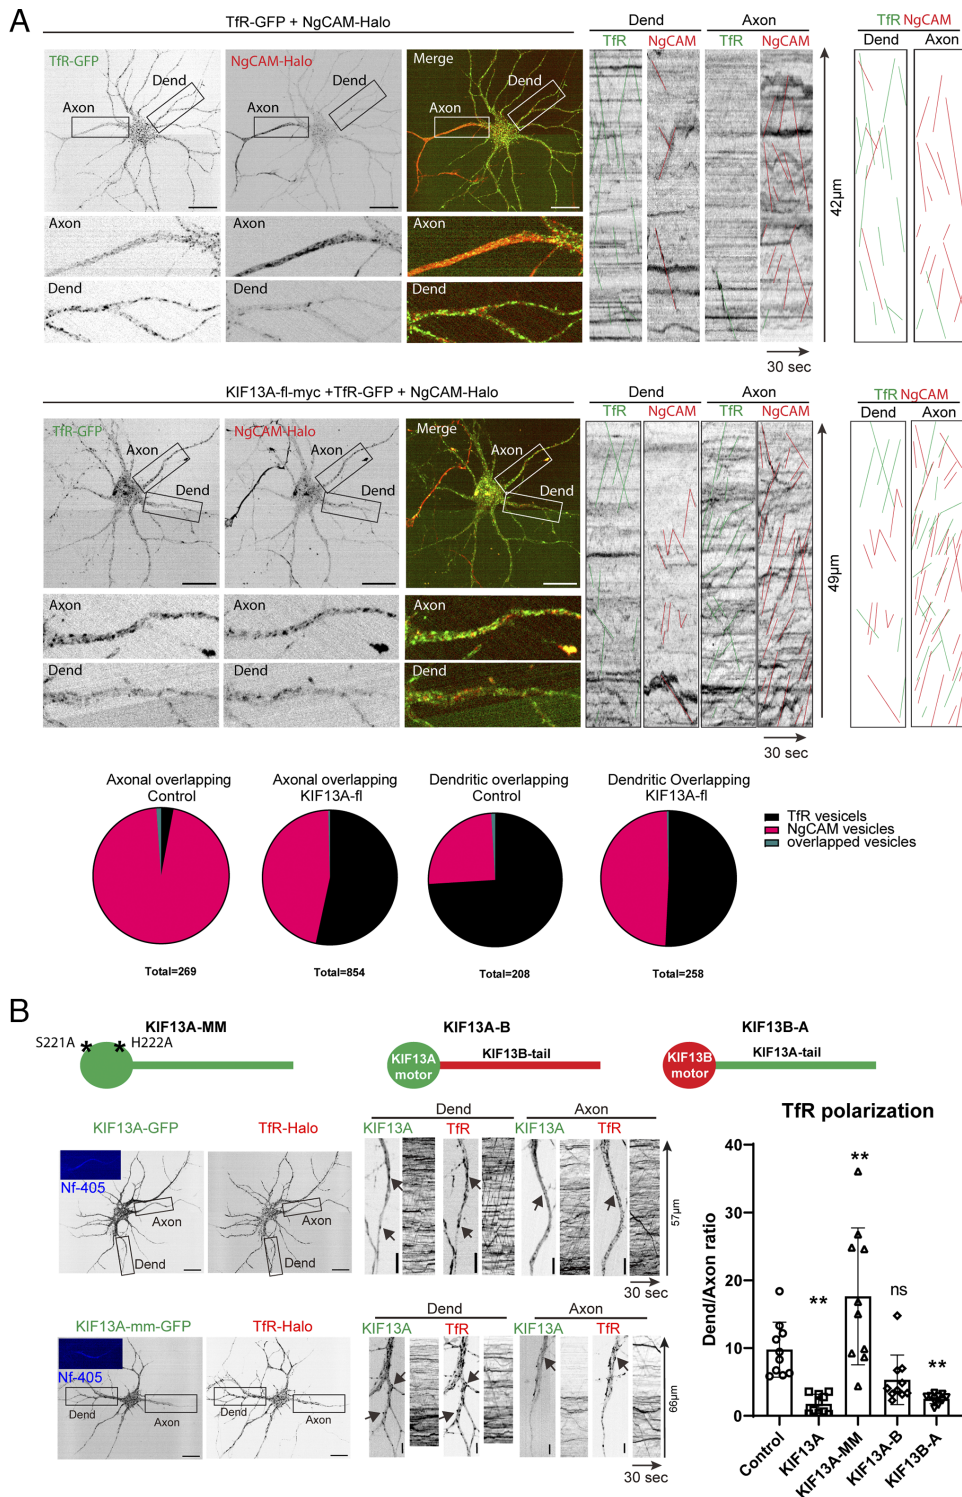 A
TfR-GFP + NgCAM-Halo
Dend
Axon
TfR NgCAM
TfR
NgCAM
TfR
NgCAM
Dend
Axon
TfR-GFP
NgCAM-Halo
Merge
Dend
Dend
Dend
Axon
Axon
Axon
42μm
Axon
Axon
Axon
Dend
Dend
Dend
30 sec
KIF13A-fl-myc +TfR-GFP + NgCAM-Halo
Dend
Axon
TfR NgCAM
TfR
NgCAM
TfR
NgCAM
Dend
Axon
TfR-GFP
NgCAM-Halo
Merge
Axon
Axon
Axon
Dend
Dend
Dend
49μm
Axon
Axon
Axon
Dend
Dend
Dend
30 sec
Axonal overlapping
Control
Axonal overlapping
KIF13A-fl
Dendritic overlapping
Control
Dendritic Overlapping
KIF13A-fl
TfR vesicels
NgCAM vesicles
overlapped vesicles
Total=269
Total=854
Total=208
Total=258
B
KIF13A-MM
S221A
*
*
H222A
KIF13A-B
KIF13A
motor
KIF13B-tail
KIF13B-A
KIF13B
motor
KIF13A-tail
KIF13A-GFP
TfR-Halo
Dend
Axon
KIF13A
TfR
KIF13A
TfR
Nf-405
Axon
Axon
Dend
Dend
57μm
30 sec
KIF13A-mm-GFP
TfR-Halo
Dend
Axon
KIF13A
TfR
KIF13A
TfR
Nf-405
Dend
Axon
Dend
Axon
66μm
30 sec
TfR polarization
Dend/Axon ratio
40
30
20
10
0
**
**
ns
**
Control
KIF13A
KIF13A-MM
KIF13A-B
KIF13B-A